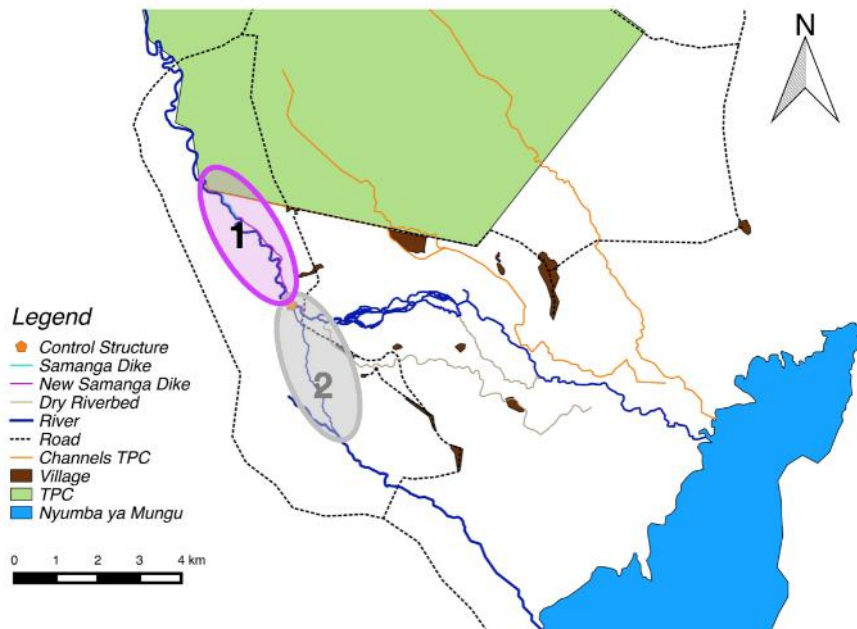 N
1
2
Legend
Control Structure
Samanga Dike
New Samanga Dike
Dry Riverbed
River
Road
Channels TPC
Village
TPC
Nyumba ya Mungu
0 1 2 3 4 km